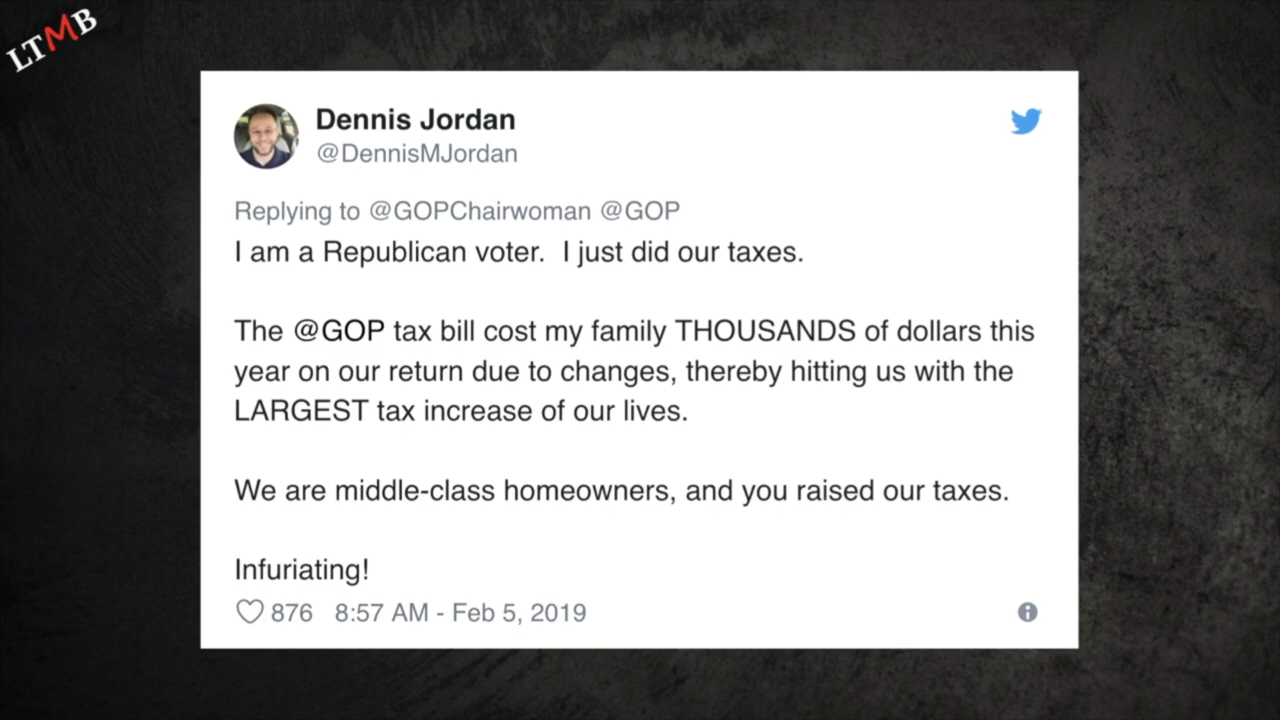 LTMB
Dennis Jordan
@DennisMJordan
Replying to @GOPChairwoman @GOP
I am a Republican voter.  I just did our taxes.
The @GOP tax bill cost my family THOUSANDS of dollars this
year on our return due to changes, thereby hitting us with the
LARGEST tax increase of our lives.
We are middle-class homeowners, and you raised our taxes.
Infuriating!
876 8:57 AM - Feb 5, 2019